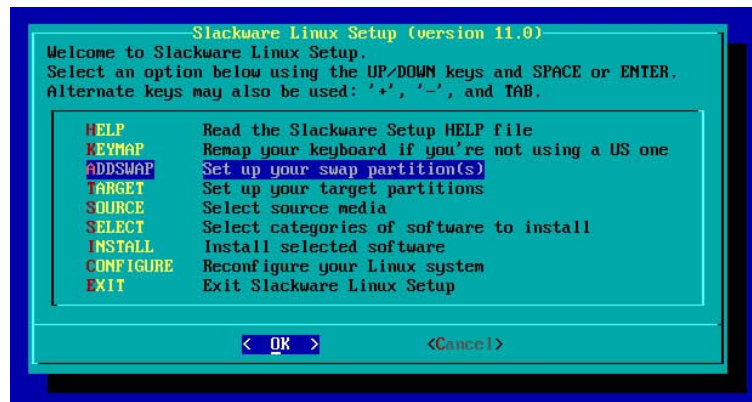 Slackware Linux Setup (version 11.0)
Welcome to Slackware Linux Setup.
Select an option below using the UP/DOWN keys and SPACE or ENTER.
Alternate keys may also be used: '+', '-', and TAB.
HELP Read the Slackware Setup HELP file
KEYMAP Remap your keyboard if you're not using a US one
ADDSWAP Set up your swap partition(s)
TARGET Set up your target partitions
SOURCE Select source media
SELECT Select categories of software to install
INSTALL Install selected software
CONFIGURE Reconfigure your Linux system
EXIT Exit Slackware Linux Setup
< OK > <Cancel>